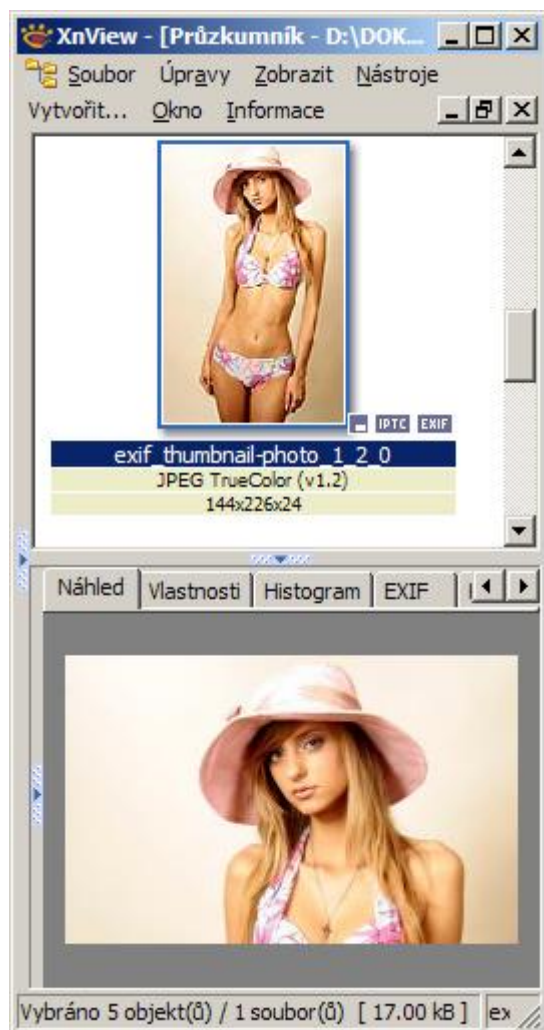 XnView - [Průzkumník - D:\DOK...
Soubor Úpravy Zobrazit Nástroje
Vytvořit... Okno Informace
IPTC EXIF
exif_thumbnail-photo_1_2_0
JPEG TrueColor (v1.2)
144x226x24
Náhled Vlastnosti Histogram EXIF
Vybráno 5 objekt(ů) / 1 soubor(ů) [ 17.00 kB ] ex